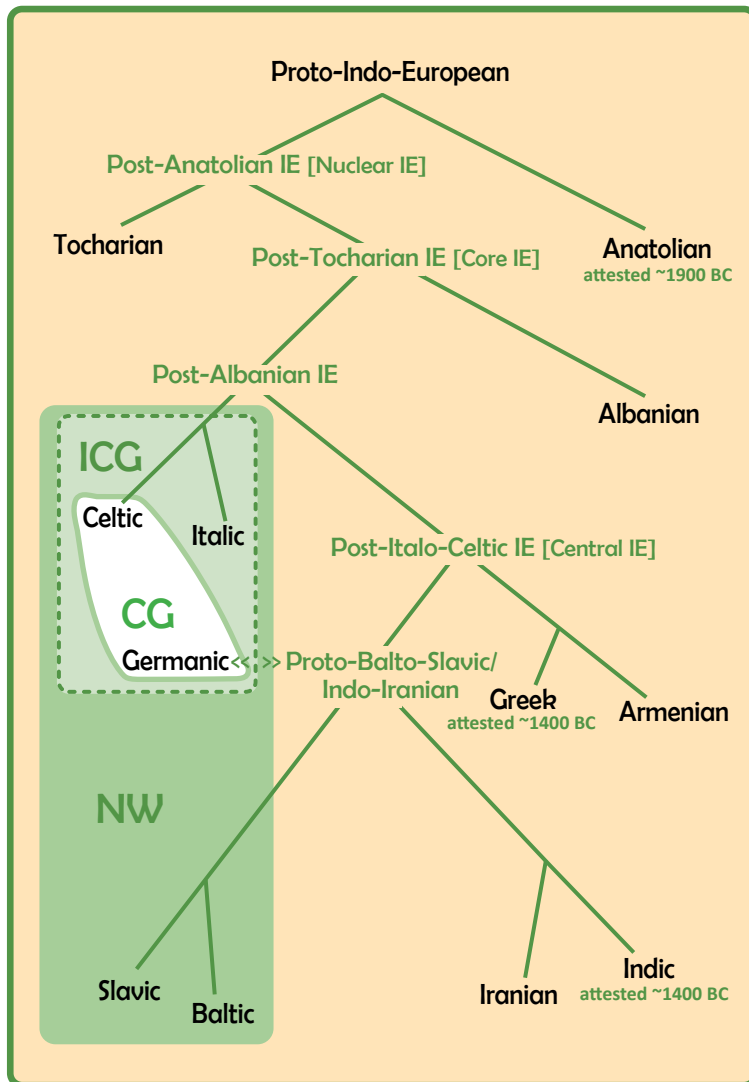 Proto-Indo-European
Post-Anatolian IE [Nuclear IE]
Tocharian
Post-Tocharian IE [Core IE]
Anatolian
attested ~1900 BC
Post-Albanian IE
Albanian
ICG
Celtic
Italic
Post-Italo-Celtic IE [Central IE]
CG
Germanic<< >>Proto-Balto-Slavic/
Indo-Iranian
Greek
attested ~1400 BC
Armenian
NW
Slavic
Baltic
Iranian
Indic
attested ~1400 BC